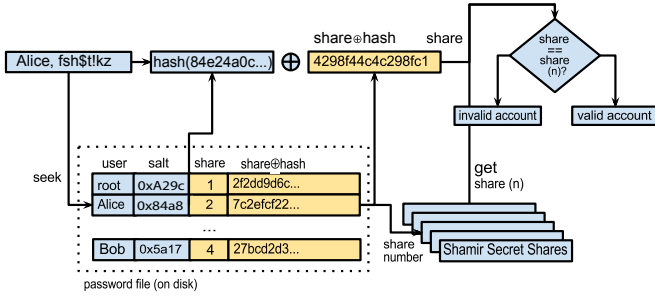 share⊕hash
share
share
==
share
(n)?
Alice, fsh$t!kz
hash(84e24a0c...)
⊕
4298f44c4c298fc1
invalid account
valid account
user
salt
share
share⊕hash
get
share (n)
seek
root
0xA29c
1
2f2dd9d6c...
Alice
0x84a8
2
7c2efcf22...
...
share
number
Bob
0x5a17
4
27bcd2d3...
Shamir Secret Shares
password file (on disk)